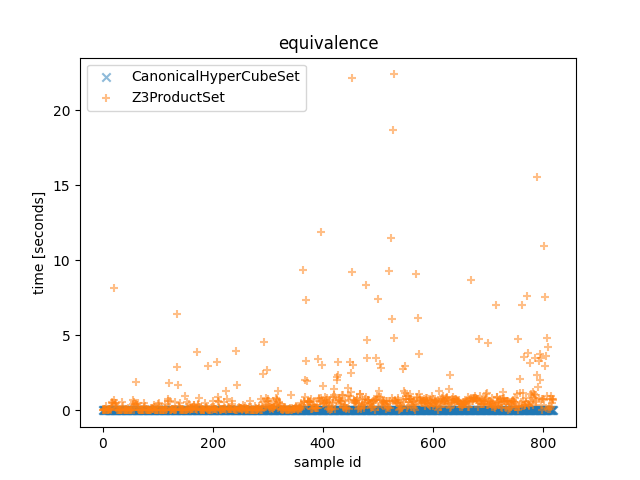 equivalence
CanonicalHyperCubeSet
Z3ProductSet
time [seconds]
20
15
10
5
0
0 200 400 600 800
sample id